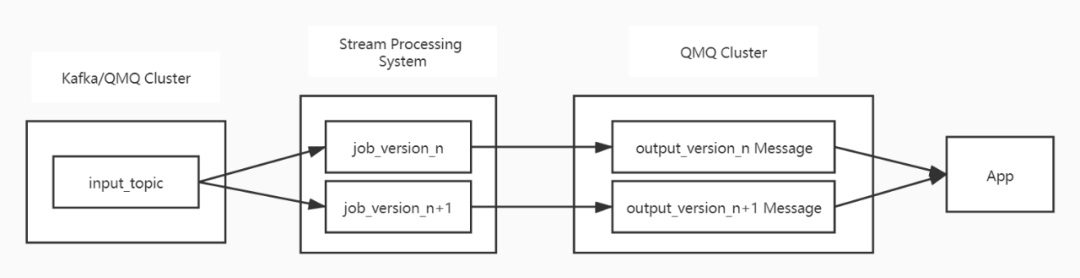 Kafka/QMQ Cluster
input_topic
Stream Processing
System
job_version_n
job_version_n+1
QMQ Cluster
output_version_n Message
output_version_n+1 Message
App